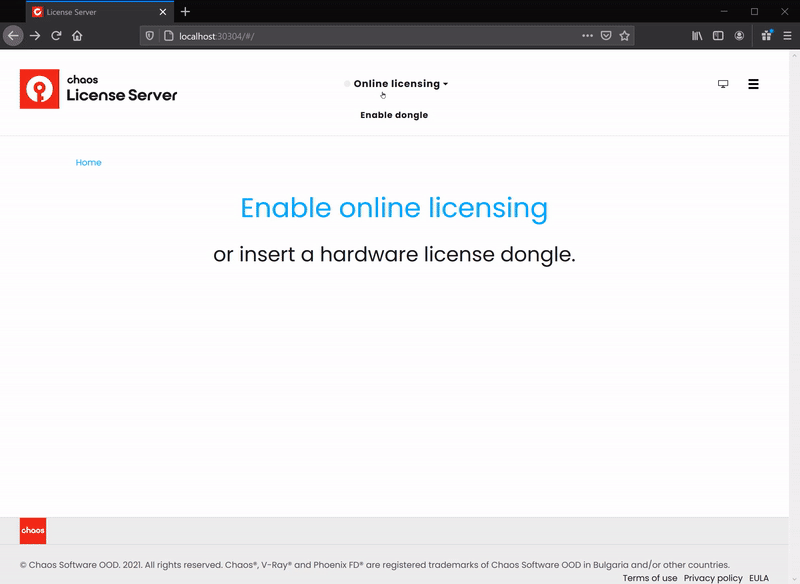 License Server
localhost:30304/#/
chaos
License Server
Online licensing
Enable dongle
Home
Enable online licensing
or insert a hardware license dongle.
chaos
© Chaos Software OOD. 2021. All rights reserved. Chaos®, V-Ray® and Phoenix FD® are registered trademarks of Chaos Software OOD in Bulgaria and/or other countries.
Terms of use Privacy policy EULA